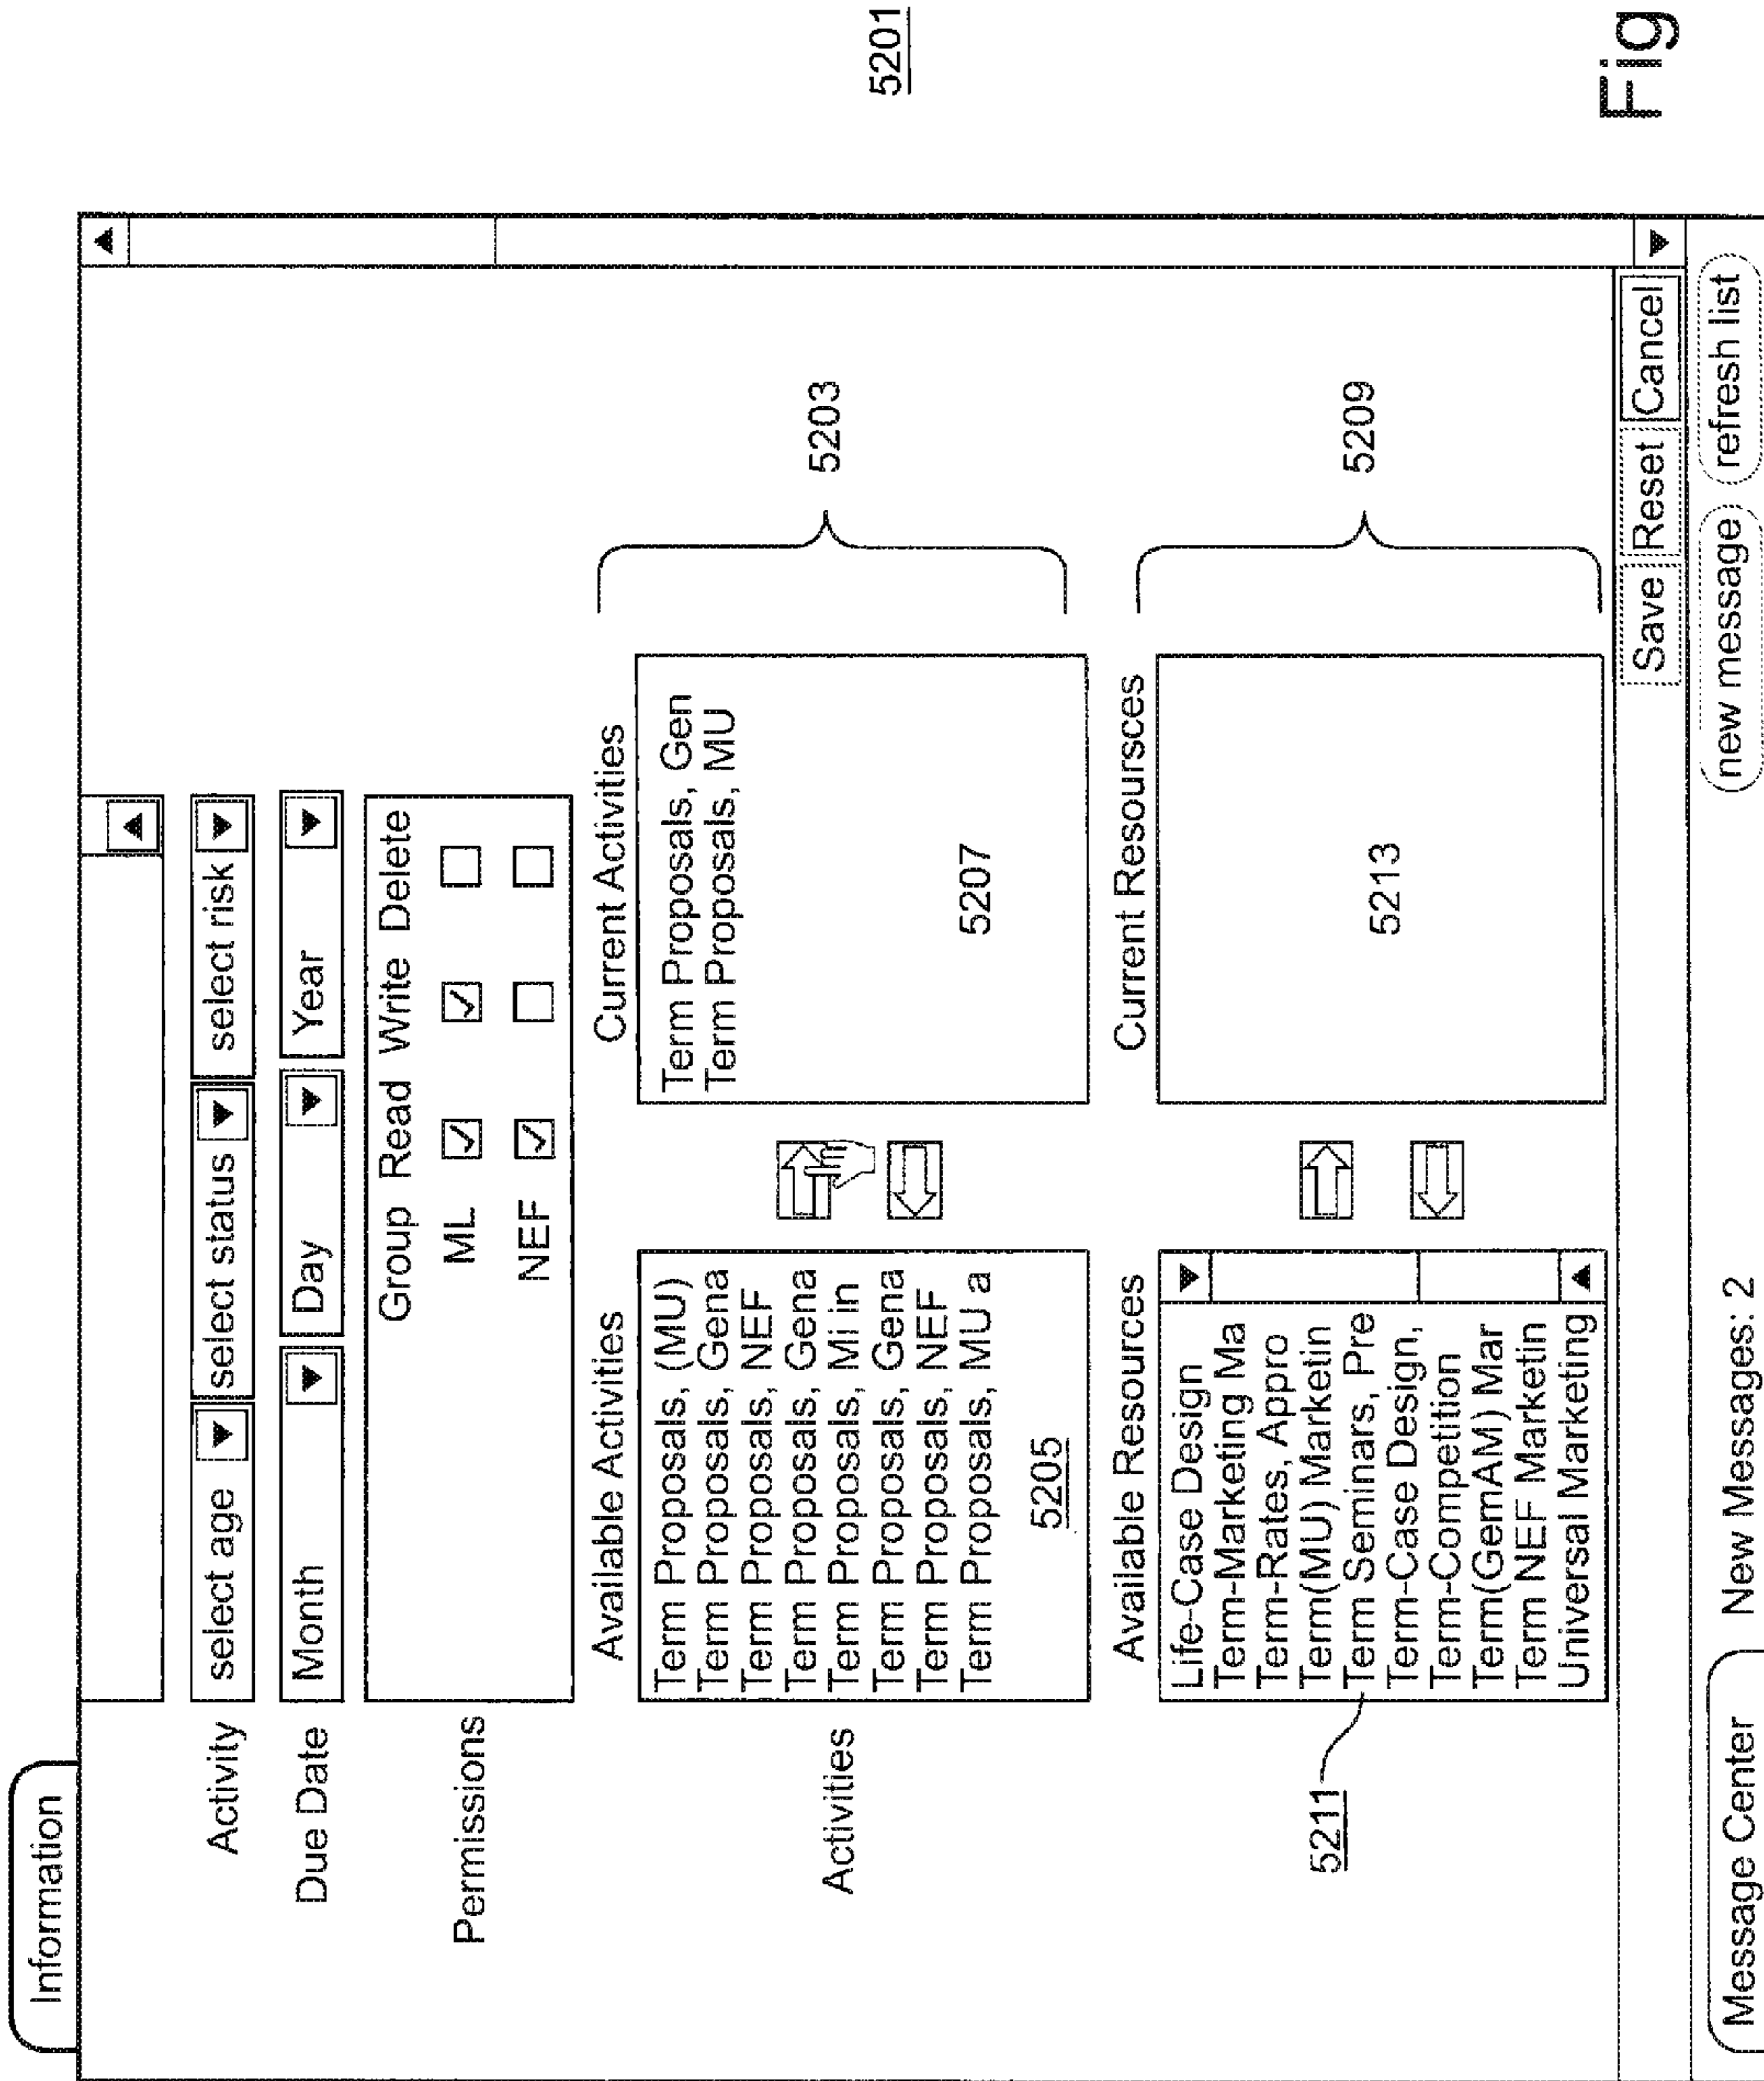 Information
Activity select age select status select risk
Due Date Month Day Year
Permissions
Group Read Write Delete
ML
NEF
Available Activities Current Activities
Activities
Term Proposals, (MU)
Term Proposals, Gena
Term Proposals, NEF
Term Proposals, Gena
Term Proposals, Mi in
Term Proposals, Gena
Term Proposals, NEF
Term Proposals, MU a
5205
Term Proposals, Gen
Term Proposals, MU
5207
5203
Available Resources Current Resoursces
Life-Case Design
Term-Marketing Ma
Term-Rates, Appro
Term(MU) Marketin
Term Seminars, Pre
Term-Case Design,
Term-Competition
Term(GemAM) Mar
Term NEF Marketin
Universal Marketing
5211
5213
5209
Save Reset Cancel
Message Center New Messages: 2 new message refresh list
5201
Fig